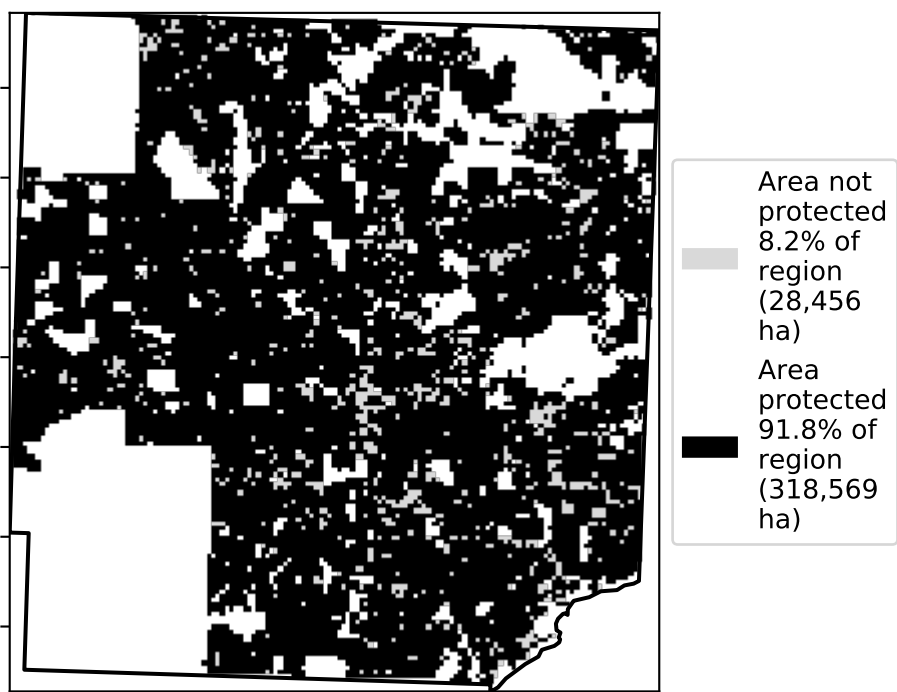 Area not
protected
8.2% of
region
(28,456
ha)
Area
protected
91.8% of
region
(318,569
ha)